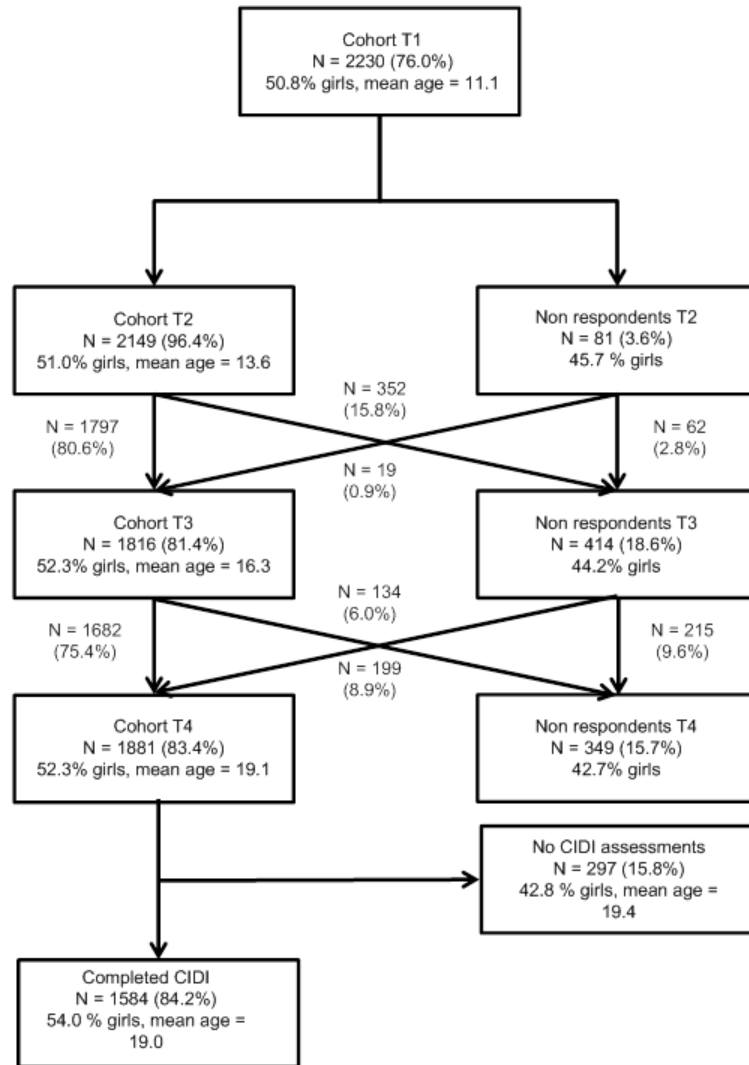 Cohort T1
N = 2230 (76.0%)
50.8% girls, mean age = 11.1
Cohort T2
N = 2149 (96.4%)
51.0% girls, mean age = 13.6
Non respondents T2
N = 81 (3.6%)
45.7 % girls
N = 1797
(80.6%)
N = 352
(15.8%)
N = 19
(0.9%)
N = 62
(2.8%)
Cohort T3
N = 1816 (81.4%)
52.3% girls, mean age = 16.3
Non respondents T3
N = 414 (18.6%)
44.2% girls
N = 1682
(75.4%)
N = 134
(6.0%)
N = 199
(8.9%)
N = 215
(9.6%)
Cohort T4
N = 1881 (83.4%)
52.3% girls, mean age = 19.1
Non respondents T4
N = 349 (15.7%)
42.7% girls
No CIDI assessments
N = 297 (15.8%)
42.8 % girls, mean age =
19.4
Completed CIDI
N = 1584 (84.2%)
54.0 % girls, mean age =
19.0